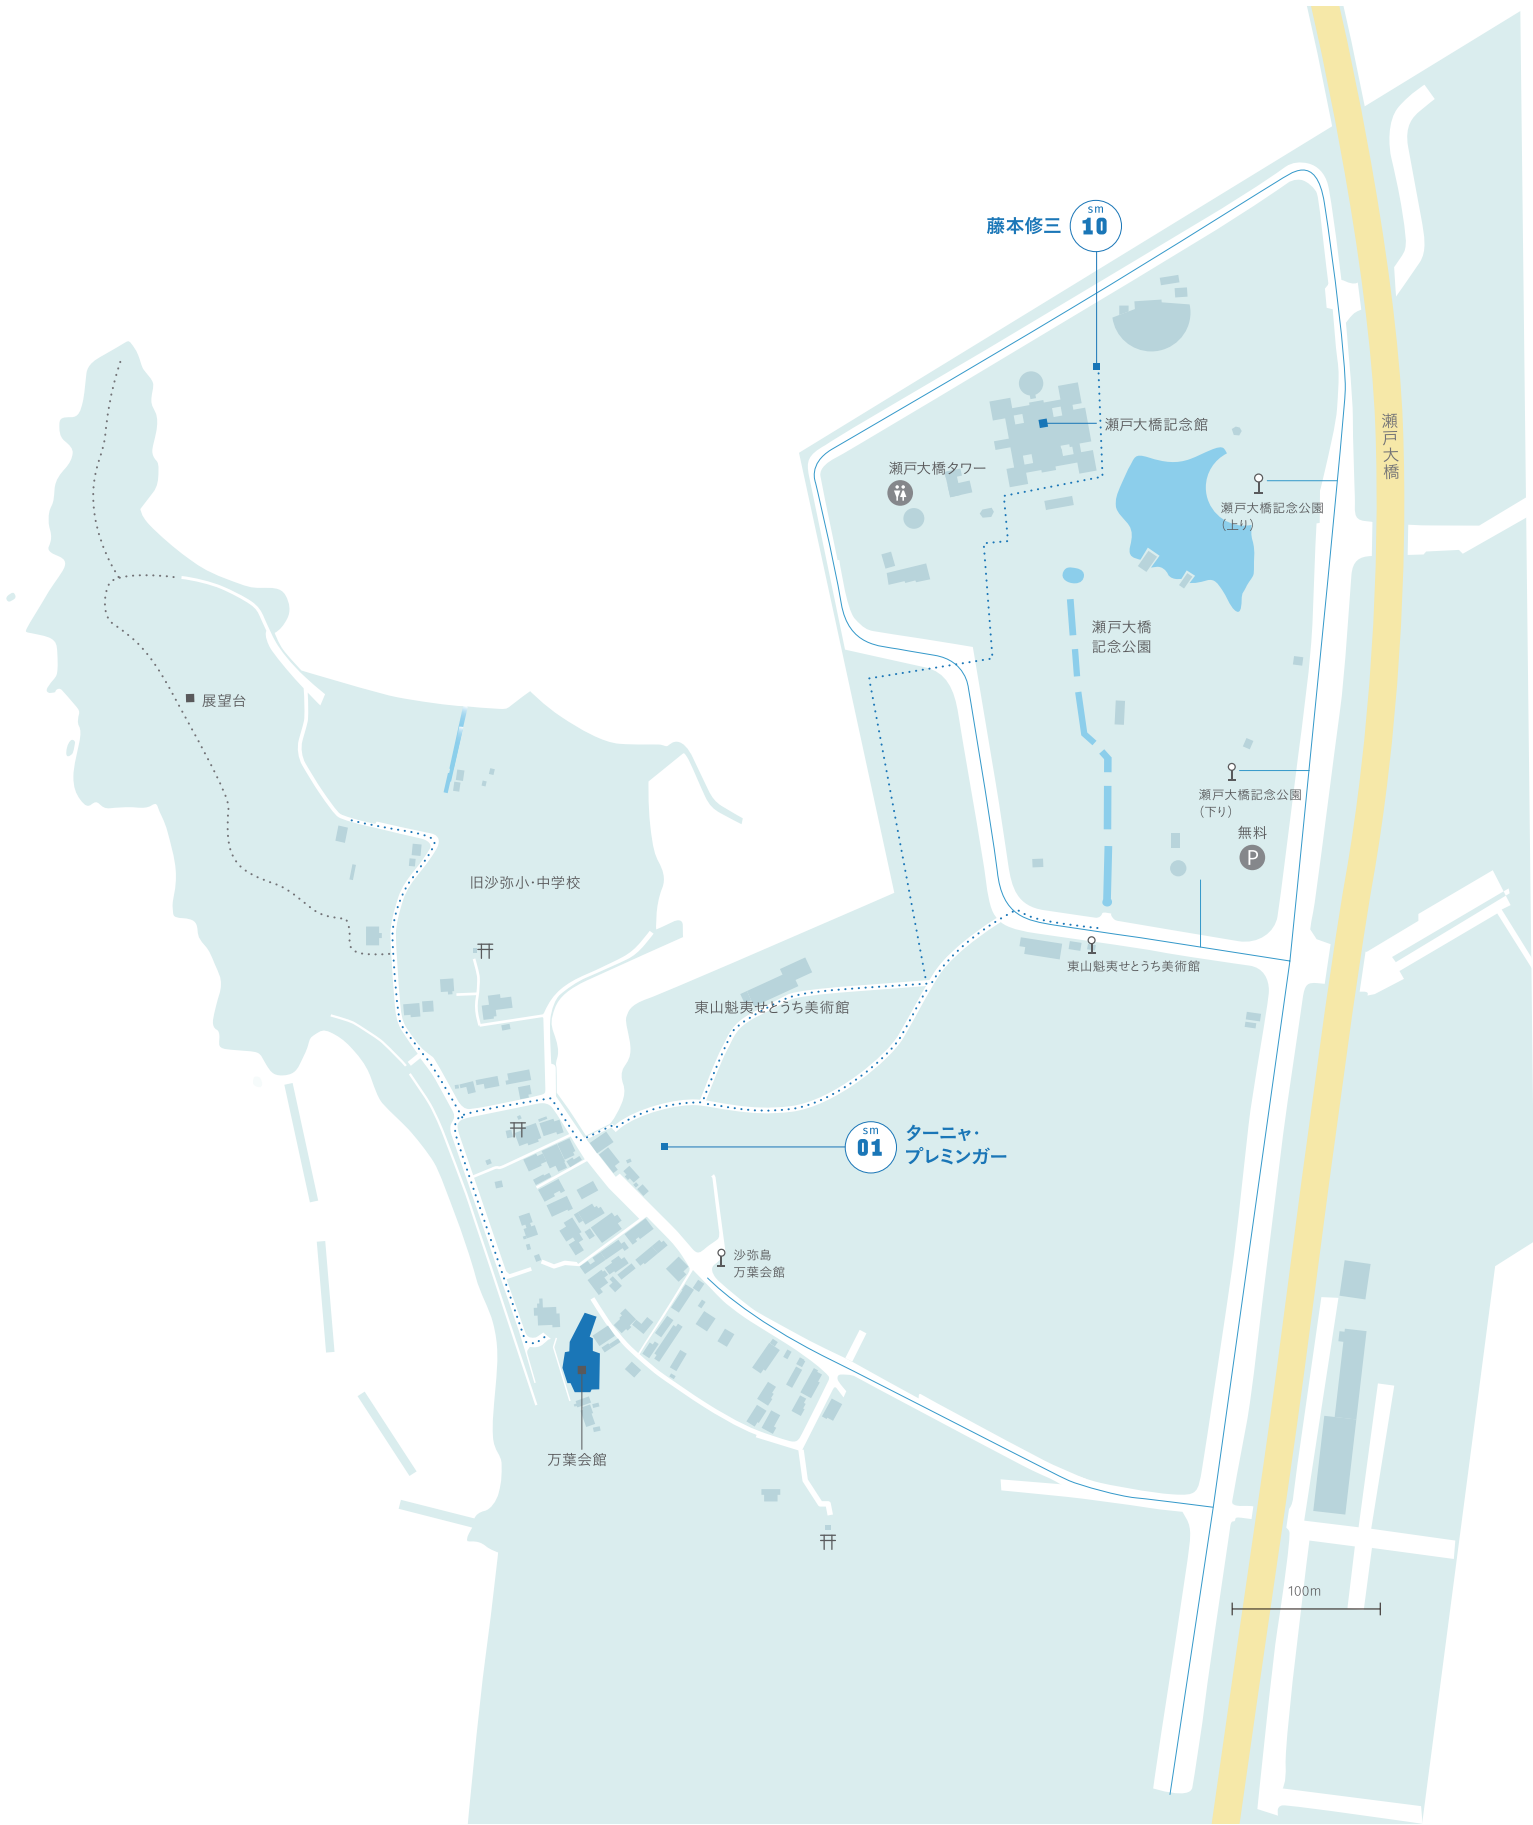 藤本修三
sm
10
瀬戸大橋記念館
瀬戸大橋タワー
瀬戸大橋
瀬戸大橋記念公園
（上り）
瀬戸大橋
記念公園
展望台
瀬戸大橋記念公園
（下り）
無料
P
旧沙弥小・中学校
東山魁夷せとうち美術館
東山魁夷せとうち美術館
sm
01
ターニャ・
プレミンガー
沙弥島
万葉会館
万葉会館
100m